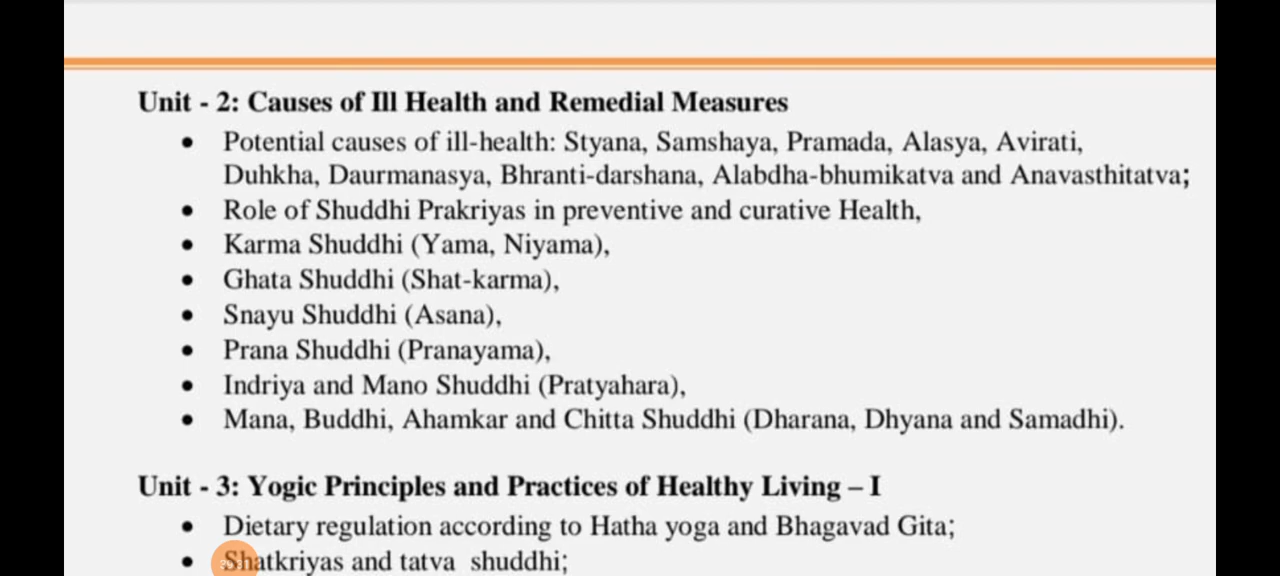 Unit - 2: Causes of Ill Health and Remedial Measures
• Potential causes of ill-health: Styana, Samshaya, Pramada, Alasya, Avirati,
Duhkha, Daurmanasya, Bhranti-darshana, Alabdha-bhumikatva and Anavasthitatva;
• Role of Shuddhi Prakriyas in preventive and curative Health,
• Karma Shuddhi (Yama, Niyama),
• Ghata Shuddhi (Shat-karma),
• Snayu Shuddhi (Asana),
• Prana Shuddhi (Pranayama),
• Indriya and Mano Shuddhi (Pratyahara),
• Mana, Buddhi, Ahamkar and Chitta Shuddhi (Dharana, Dhyana and Samadhi).
Unit - 3: Yogic Principles and Practices of Healthy Living – I
• Dietary regulation according to Hatha yoga and Bhagavad Gita;
• Shatkriyas and tatva shuddhi;